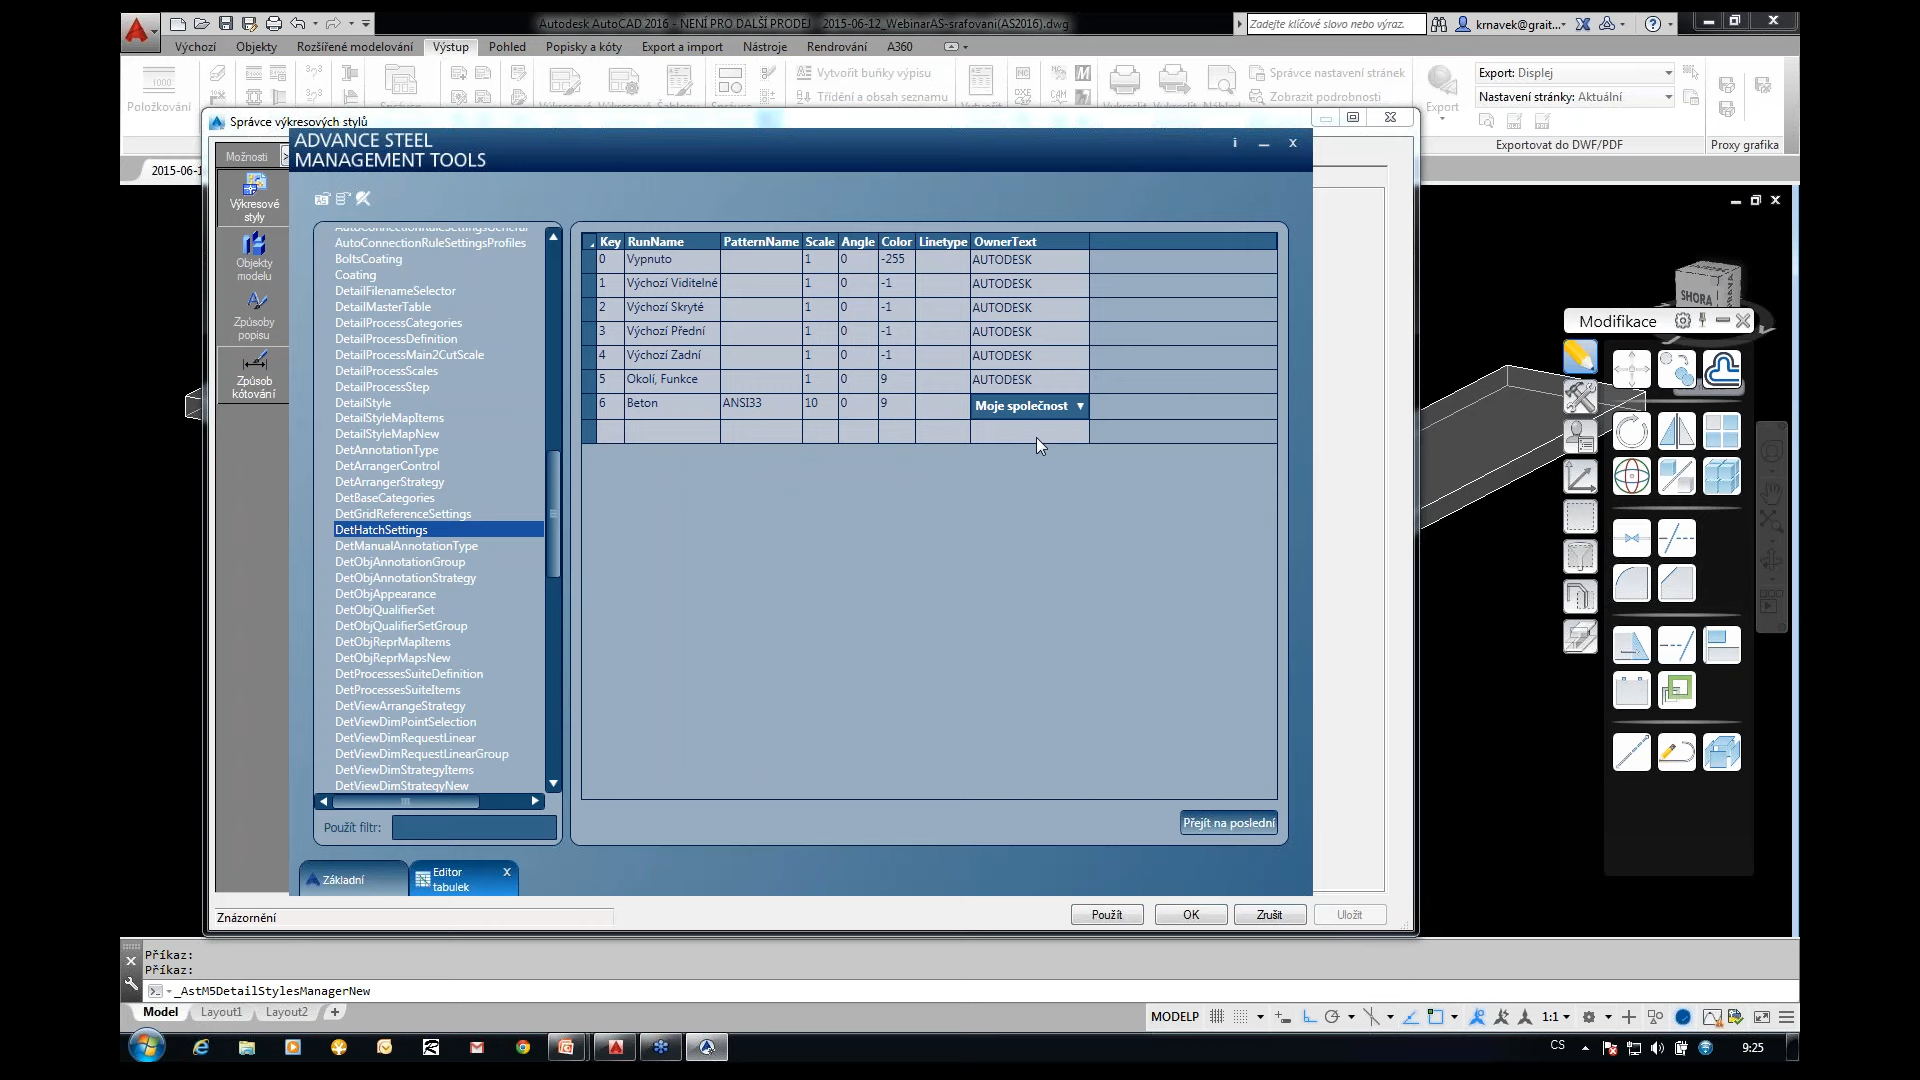 Autodesk AutoCAD 2016 - NENÍ PRO DALŠÍ PRODEJ 2015-06-12_WebinarAS-srafovani(AS2016).dwg
Zadejte klíčové slovo nebo výraz.
krnavek@grait...
Výchozí Objekty Rozšířené modelování Výstup Pohled Popisky a kóty Export a import Nástroje Rendrování A360
Položkování
Vytvořit buňky výpisu
Třídění a obsah seznamu
Správce nastavení stránek
Zobrazit podrobnosti
Export
Export: Displej
Nastavení stránky: Aktuální
Exportovat do DWF/PDF
Proxy grafika
2015-06-1
Správce výkresových stylů
Možnosti
Výkresové styly
Objekty modelu
Způsoby popisu
Způsob kótování
ADVANCE STEEL
MANAGEMENT TOOLS
AutoConnectionRuleSettingsGeneral
AutoConnectionRuleSettingsProfiles
BoltsCoating
Coating
DetailFilenameSelector
DetailMasterTable
DetailProcessCategories
DetailProcessDefinition
DetailProcessMain2CutScale
DetailProcessScales
DetailProcessStep
DetailStyle
DetailStyleMapItems
DetailStyleMapNew
DetAnnotationType
DetArrangerControl
DetArrangerStrategy
DetBaseCategories
DetGridReferenceSettings
DetHatchSettings
DetManualAnnotationType
DetObjAnnotationGroup
DetObjAnnotationStrategy
DetObjAppearance
DetObjQualifierSet
DetObjQualifierSetGroup
DetObjReprMapItems
DetObjReprMapsNew
DetProcessesSuiteDefinition
DetProcessesSuiteItems
DetViewArrangeStrategy
DetViewDimPointSelection
DetViewDimRequestLinear
DetViewDimRequestLinearGroup
DetViewDimStrategyItems
DetViewDimStrategyNew
Použít filtr:
Key RunName PatternName Scale Angle Color Linetype OwnerText
0 Vypnuto 1 0 -255 AUTODESK
1 Výchozí Viditelné 1 0 -1 AUTODESK
2 Výchozí Skryté 1 0 -1 AUTODESK
3 Výchozí Přední 1 0 -1 AUTODESK
4 Výchozí Zadní 1 0 -1 AUTODESK
5 Okolí, Funkce 1 0 9 AUTODESK
6 Beton ANSI33 10 0 9 Moje společnost
Přejít na poslední
Základní
Editor tabulek
Znázornění
Použít OK Zrušit Uložit
SHORA
Modifikace
Příkaz:
Příkaz:
_AstM5DetailStylesManagerNew
Model Layout1 Layout2
MODELP 1:1
CS 9:25